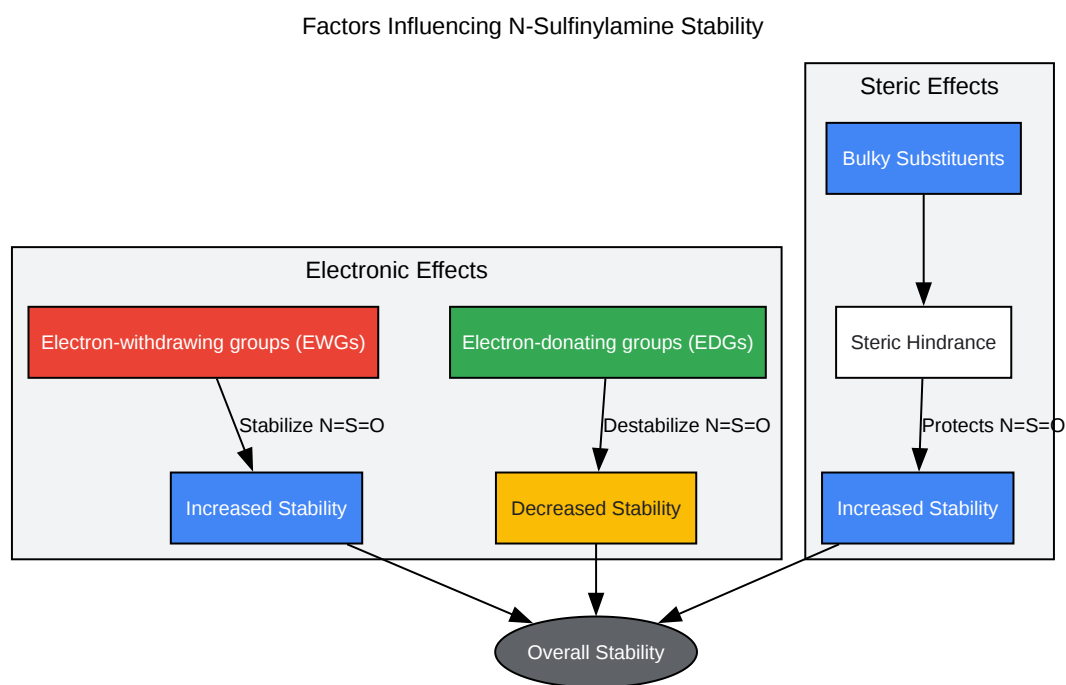 Factors Influencing N-Sulfinylamine Stability
Steric Effects
Bulky Substituents
Electronic Effects
Electron-withdrawing groups (EWGs)
Electron-donating groups (EDGs)
Steric Hindrance
Stabilize N=S=O
Destabilize N=S=O
Protects N=S=O
Increased Stability
Decreased Stability
Increased Stability
Overall Stability